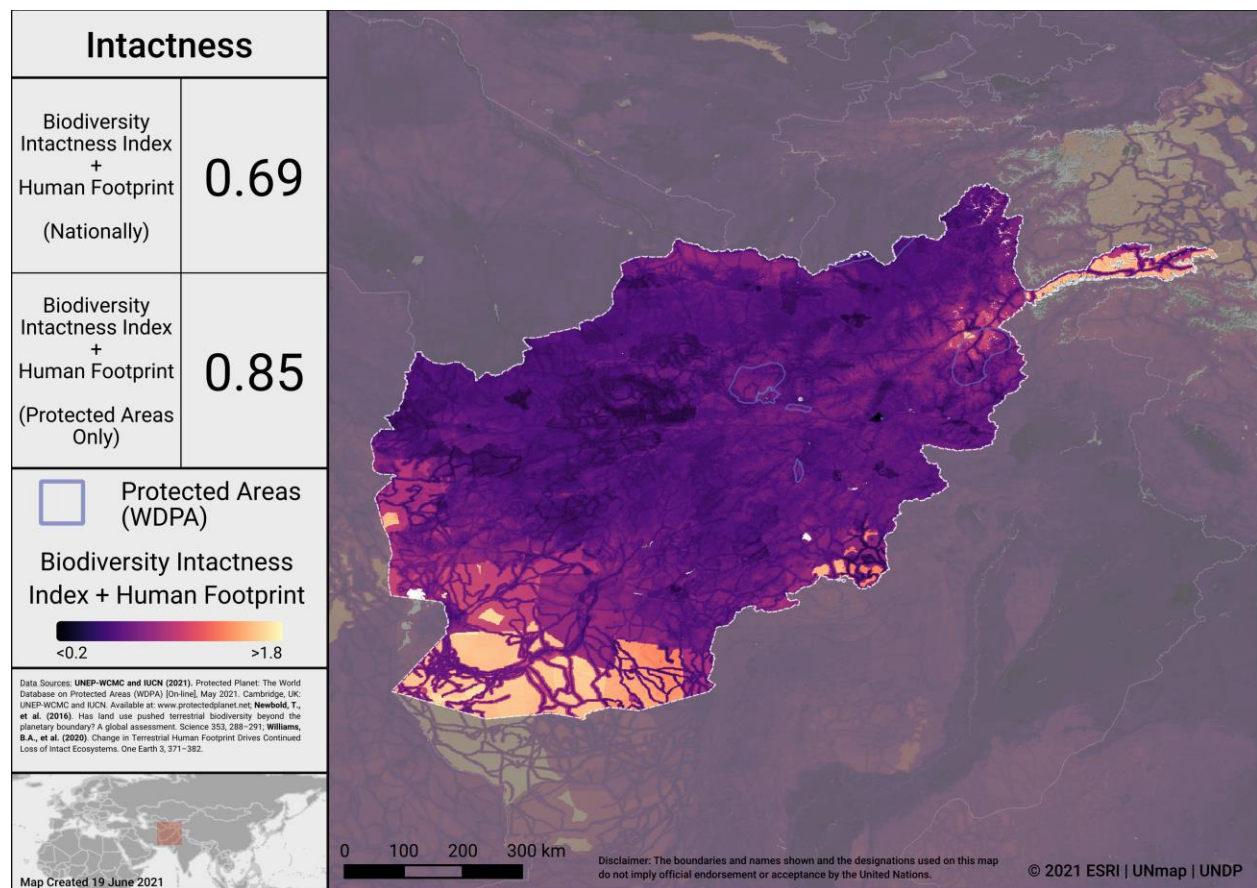 Intactness
Biodiversity
Intactness Index
+
Human Footprint
(Nationally)
0.69
Biodiversity
Intactness Index
+
Human Footprint
(Protected Areas
Only)
0.85
Protected Areas
(WDPA)
Biodiversity Intactness
Index + Human Footprint
<0.2
>1.8
Data Sources: UNEP-WCMC and IUCN (2021). Protected Planet: The World
Database on Protected Areas (WDPA) [On-line], May 2021. Cambridge, UK:
UNEP-WCMC and IUCN. Available at: www.protectedplanet.net; Newbold, T.,
et al. (2016). Has land use pushed terrestrial biodiversity beyond the
planetary boundary? A global assessment. Science 353, 288–291; Williams,
B.A., et al. (2020). Change in Terrestrial Human Footprint Drives Continued
Loss of Intact Ecosystems. One Earth 3, 371–382.
Map Created 19 June 2021
0 100 200 300 km
Disclaimer: The boundaries and names shown and the designations used on this map
do not imply official endorsement or acceptance by the United Nations.
© 2021 ESRI | UNmap | UNDP